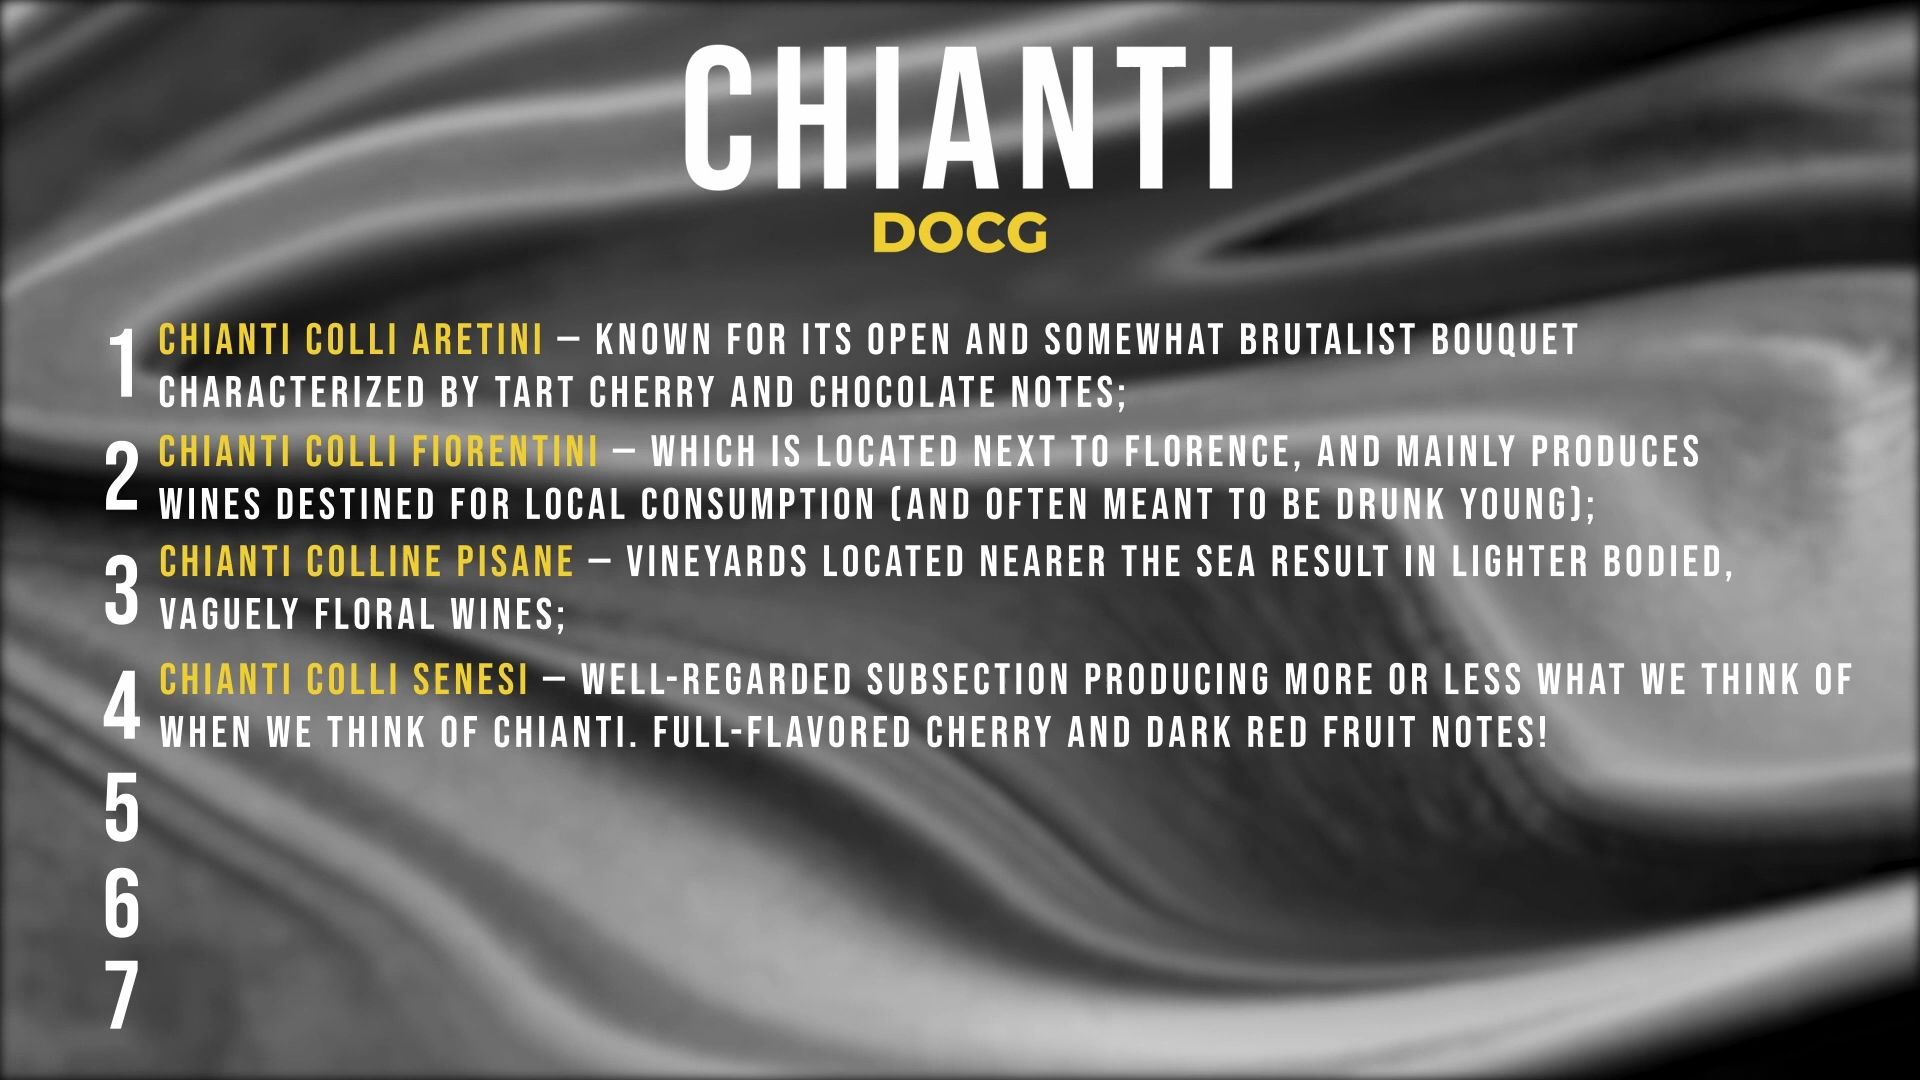 CHIANTI
DOCG
1 CHIANTI COLLI ARETINI – KNOWN FOR ITS OPEN AND SOMEWHAT BRUTALIST BOUQUET
CHARACTERIZED BY TART CHERRY AND CHOCOLATE NOTES;
2 CHIANTI COLLI FIORENTINI – WHICH IS LOCATED NEXT TO FLORENCE, AND MAINLY PRODUCES
WINES DESTINED FOR LOCAL CONSUMPTION (AND OFTEN MEANT TO BE DRUNK YOUNG);
3 CHIANTI COLLINE PISANE – VINEYARDS LOCATED NEARER THE SEA RESULT IN LIGHTER BODIED,
VAGUELY FLORAL WINES;
4 CHIANTI COLLI SENESI – WELL-REGARDED SUBSECTION PRODUCING MORE OR LESS WHAT WE THINK OF
WHEN WE THINK OF CHIANTI. FULL-FLAVORED CHERRY AND DARK RED FRUIT NOTES!
5
6
7